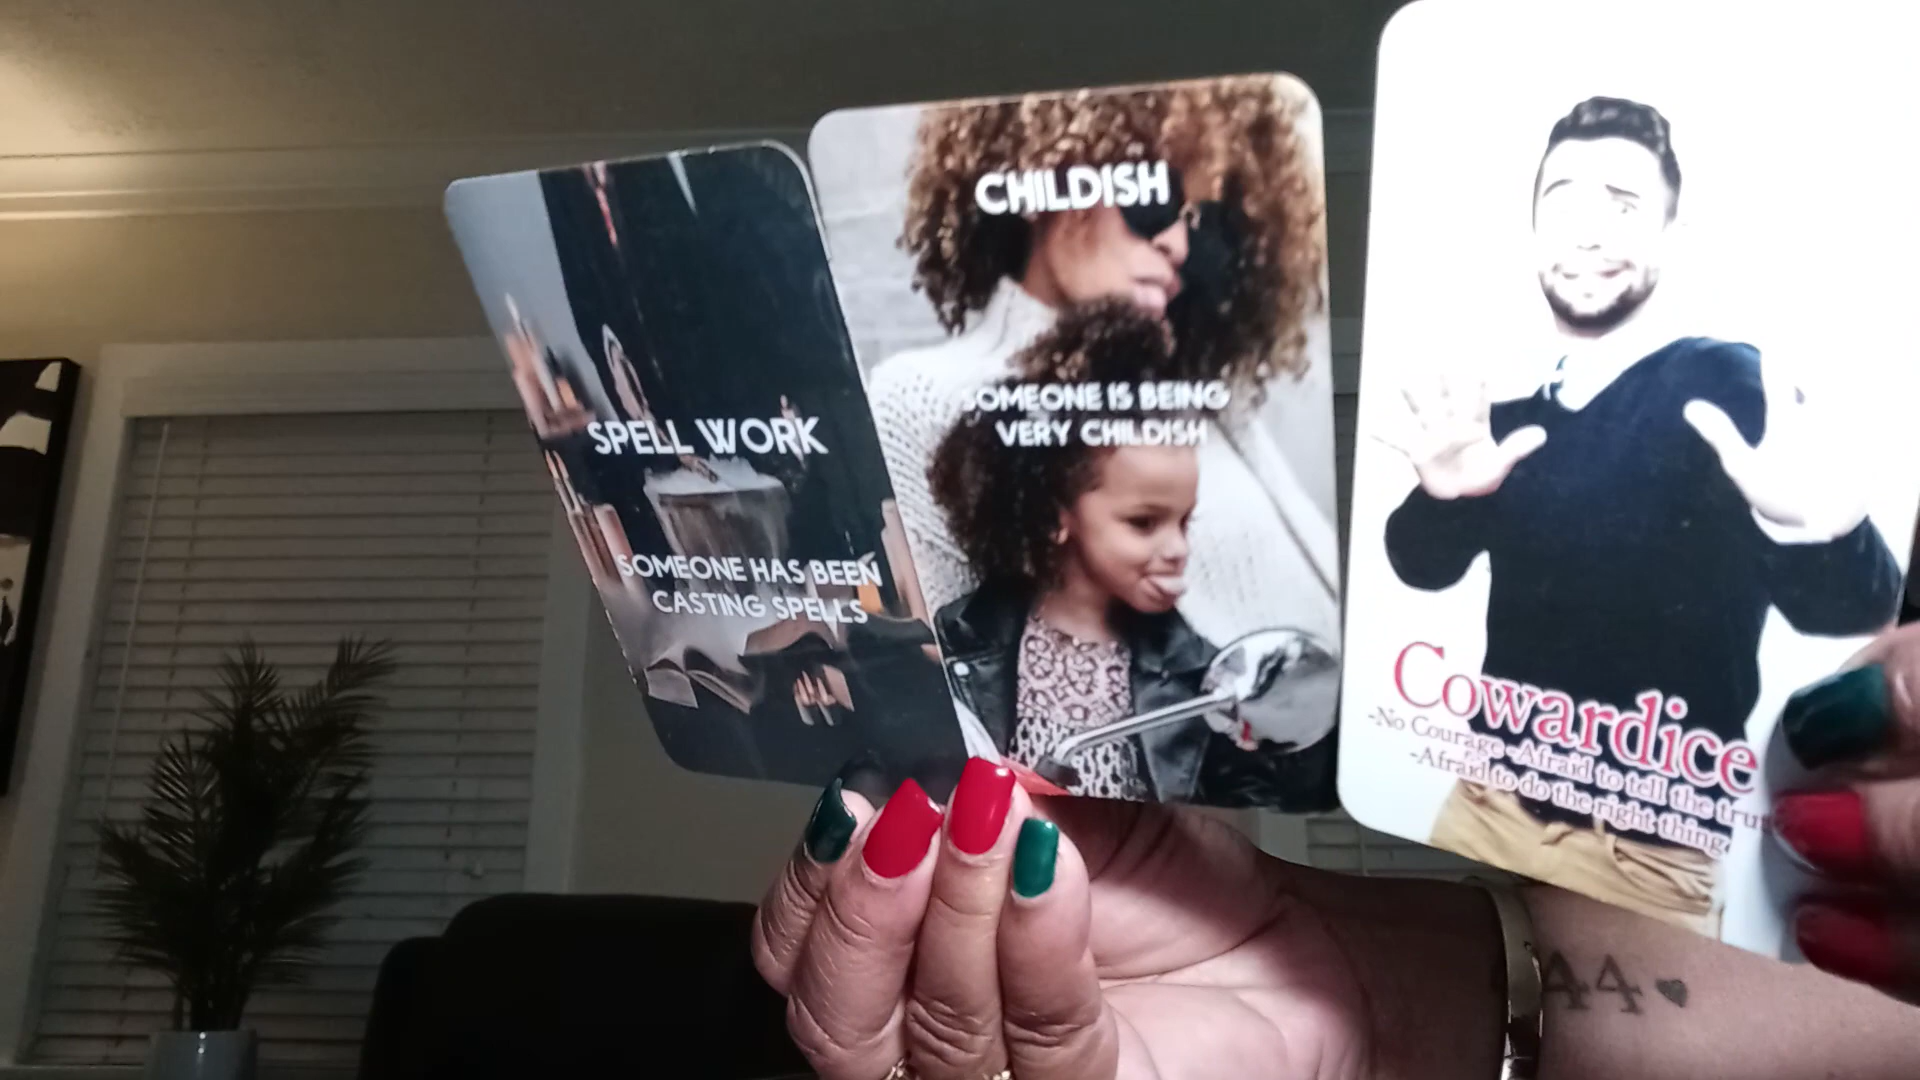 SPELL WORK
SOMEONE HAS BEEN
CASTING SPELLS
CHILDISH
SOMEONE IS BEING
VERY CHILDISH
Cowardice
-No Courage -Afraid to tell the
-Afraid to do the right thing
44